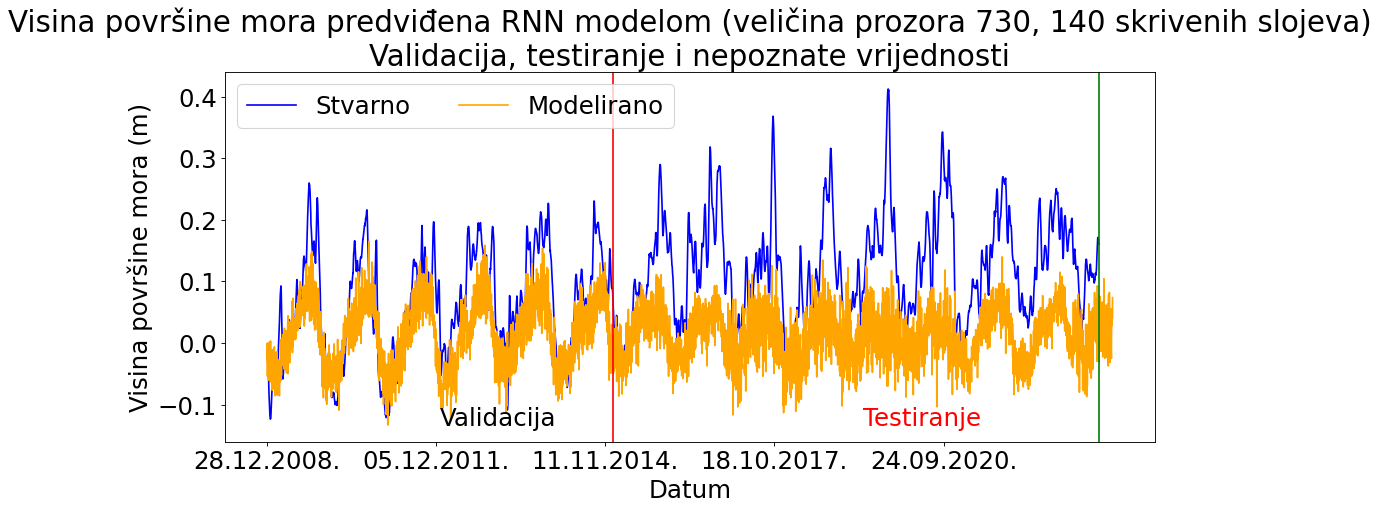 Visina površine mora predviđena RNN modelom (veličina prozora 730, 140 skrivenih slojeva)
Validacija, testiranje i nepoznate vrijednosti
Stvarno
Modelirano
Visina površine mora (m)
0.4
0.3
0.2
0.1
0.0
−0.1
Validacija
Testiranje
28.12.2008.
05.12.2011.
11.11.2014.
18.10.2017.
24.09.2020.
Datum